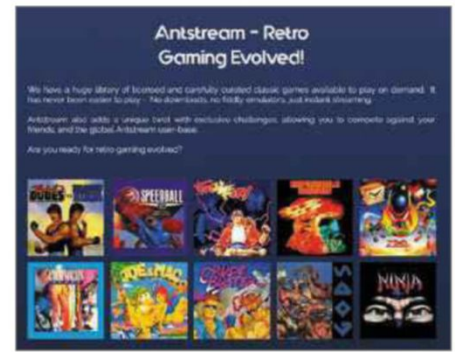 Antstream - Retro
Gaming Evolved!
We have a huge library of licensed and carefully curated classic games available to play on demand. It
has never been easier to play - No downloads, no fiddly emulators, just instant streaming.
Antstream also adds a unique twist with exclusive challenges, allowing you to compete against your
friends, and the global Antstream user-base.
Are you ready for retro gaming evolved?
SPEEDBALL
JOE & MAC
NINJA